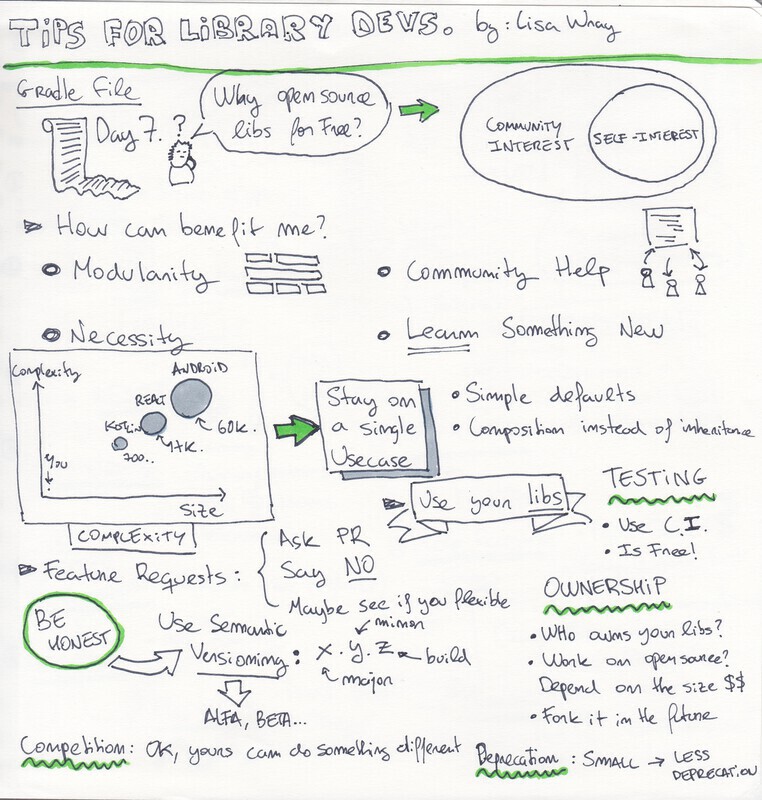 TIPS FOR LIBRARY DEVS. by: Lisa Wray
Gradle File
Day 7.
?
Why open source
libs for Free?
COMMUNITY
INTEREST
SELF-INTEREST
How can benefit me?
Modularity
Community Help
Necessity
Learn Something New
Complexity
ANDROID
REACT
KOTLIN
60K.
17K.
700..
YOU
Size
COMPLEXITY
Stay on
a single
Usecase
Simple defaults
Composition instead of inheritance
Use your libs
TESTING
Use C.I.
Is Free!
Feature Requests:
Ask PR
Say NO
Maybe see if you flexible
BE
HONEST
Use Semantic
Versioning: x.y.z
minor
major
build
ALFA, BETA...
OWNERSHIP
WHo owns your libs?
Work on opensource?
Depend on the size $$
Fork it in the future
Competition: OK, yours can do something different
Deprecation: SMALL → LESS
DEPRECATION